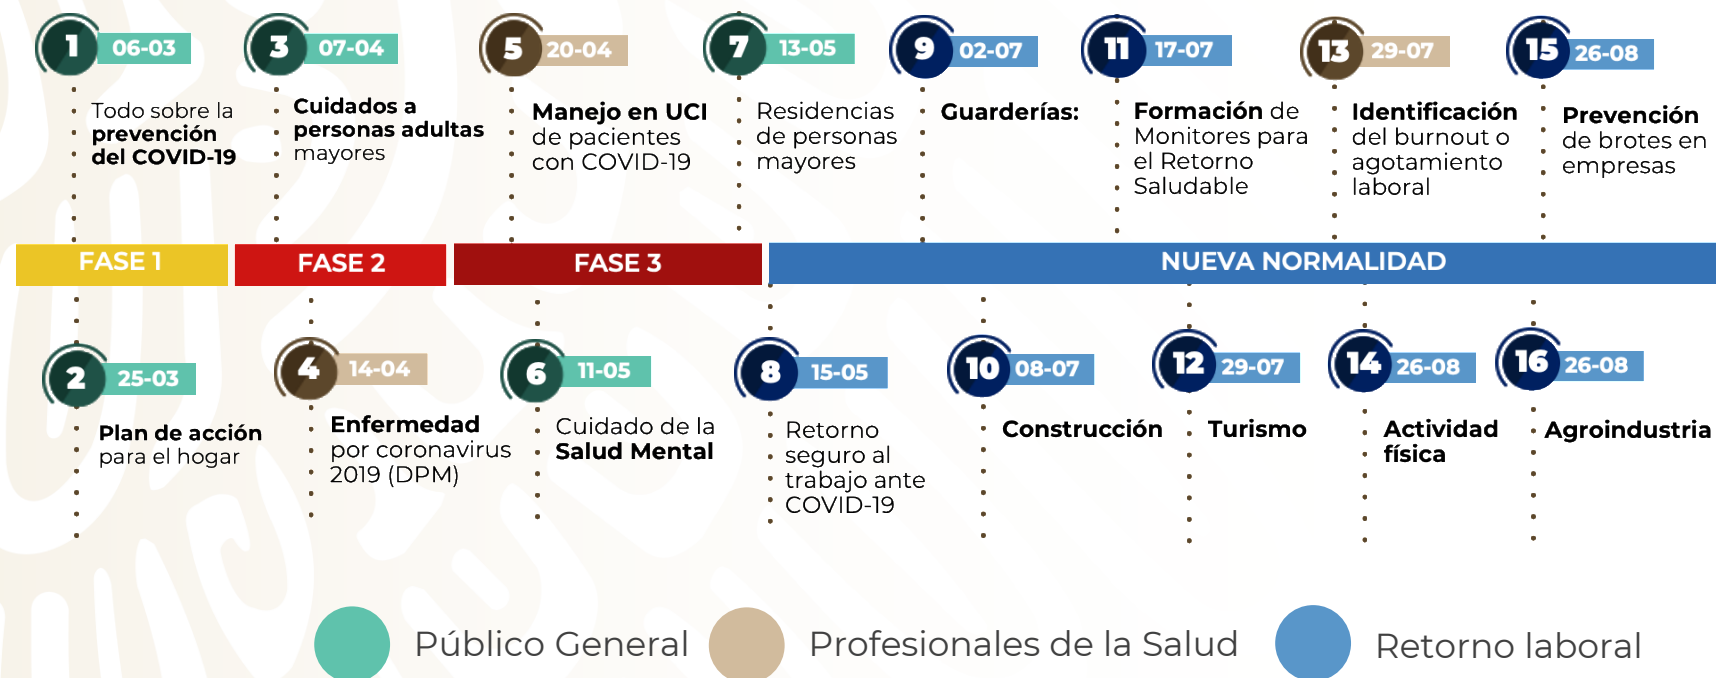 1 06-03
Todo sobre la
prevención
del COVID-19
3 07-04
Cuidados a
personas adultas
mayores
5 20-04
Manejo en UCI
de pacientes
con COVID-19
7 13-05
Residencias
de personas
mayores
9 02-07
Guarderías:
11 17-07
Formación de
Monitores para
el Retorno
Saludable
13 29-07
Identificación
del burnout o
agotamiento
laboral
15 26-08
Prevención
de brotes en
empresas
FASE 1
FASE 2
FASE 3
NUEVA NORMALIDAD
2 25-03
Plan de acción
para el hogar
4 14-04
Enfermedad
por coronavirus
2019 (DPM)
6 11-05
Cuidado de la
Salud Mental
8 15-05
Retorno
seguro al
trabajo ante
COVID-19
10 08-07
Construcción
12 29-07
Turismo
14 26-08
Actividad
física
16 26-08
Agroindustria
Público General
Profesionales de la Salud
Retorno laboral